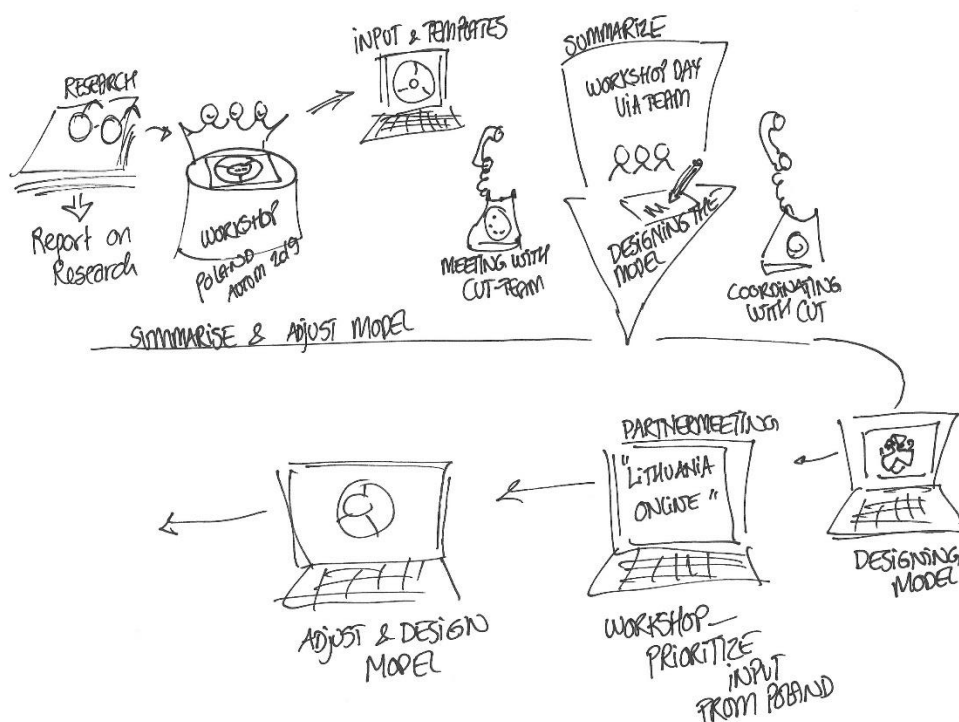 RESEARCH
Report on
Research
WORKSHOP
POLAND
AUTUM 2019
INPUT & TEMPLATES
MEETING WITH
CUT-TEAM
SUMMARIZE
WORKSHOP DAY
VIA TEAM
DESIGNING THE
MODEL
COORDINATING
WITH CUT
SUMMARISE & ADJUST MODEL
DESIGNING
MODEL
PARTNERMEETING
"LITHUANIA
ONLINE"
WORKSHOP–
PRIORITIZE
INPUT
FROM POLAND
ADJUST & DESIGN
MODEL